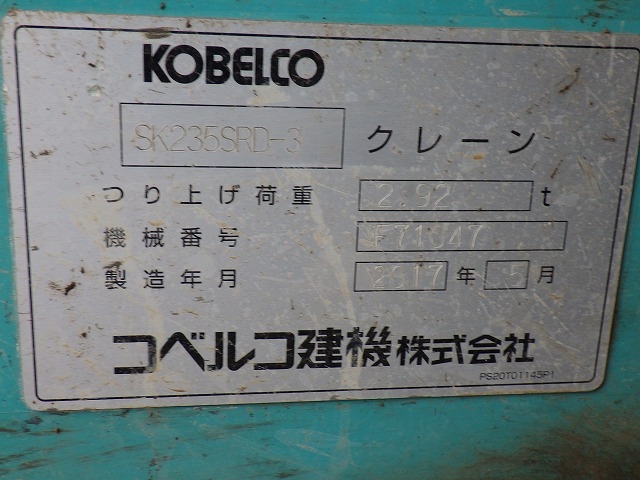 KOBELCO
SK235SRD-3 クレーン
つり上げ荷重 2.92 t
機械番号
製造年月 2017 年 5 月
コベルコ建機株式会社
PS20T01145P1